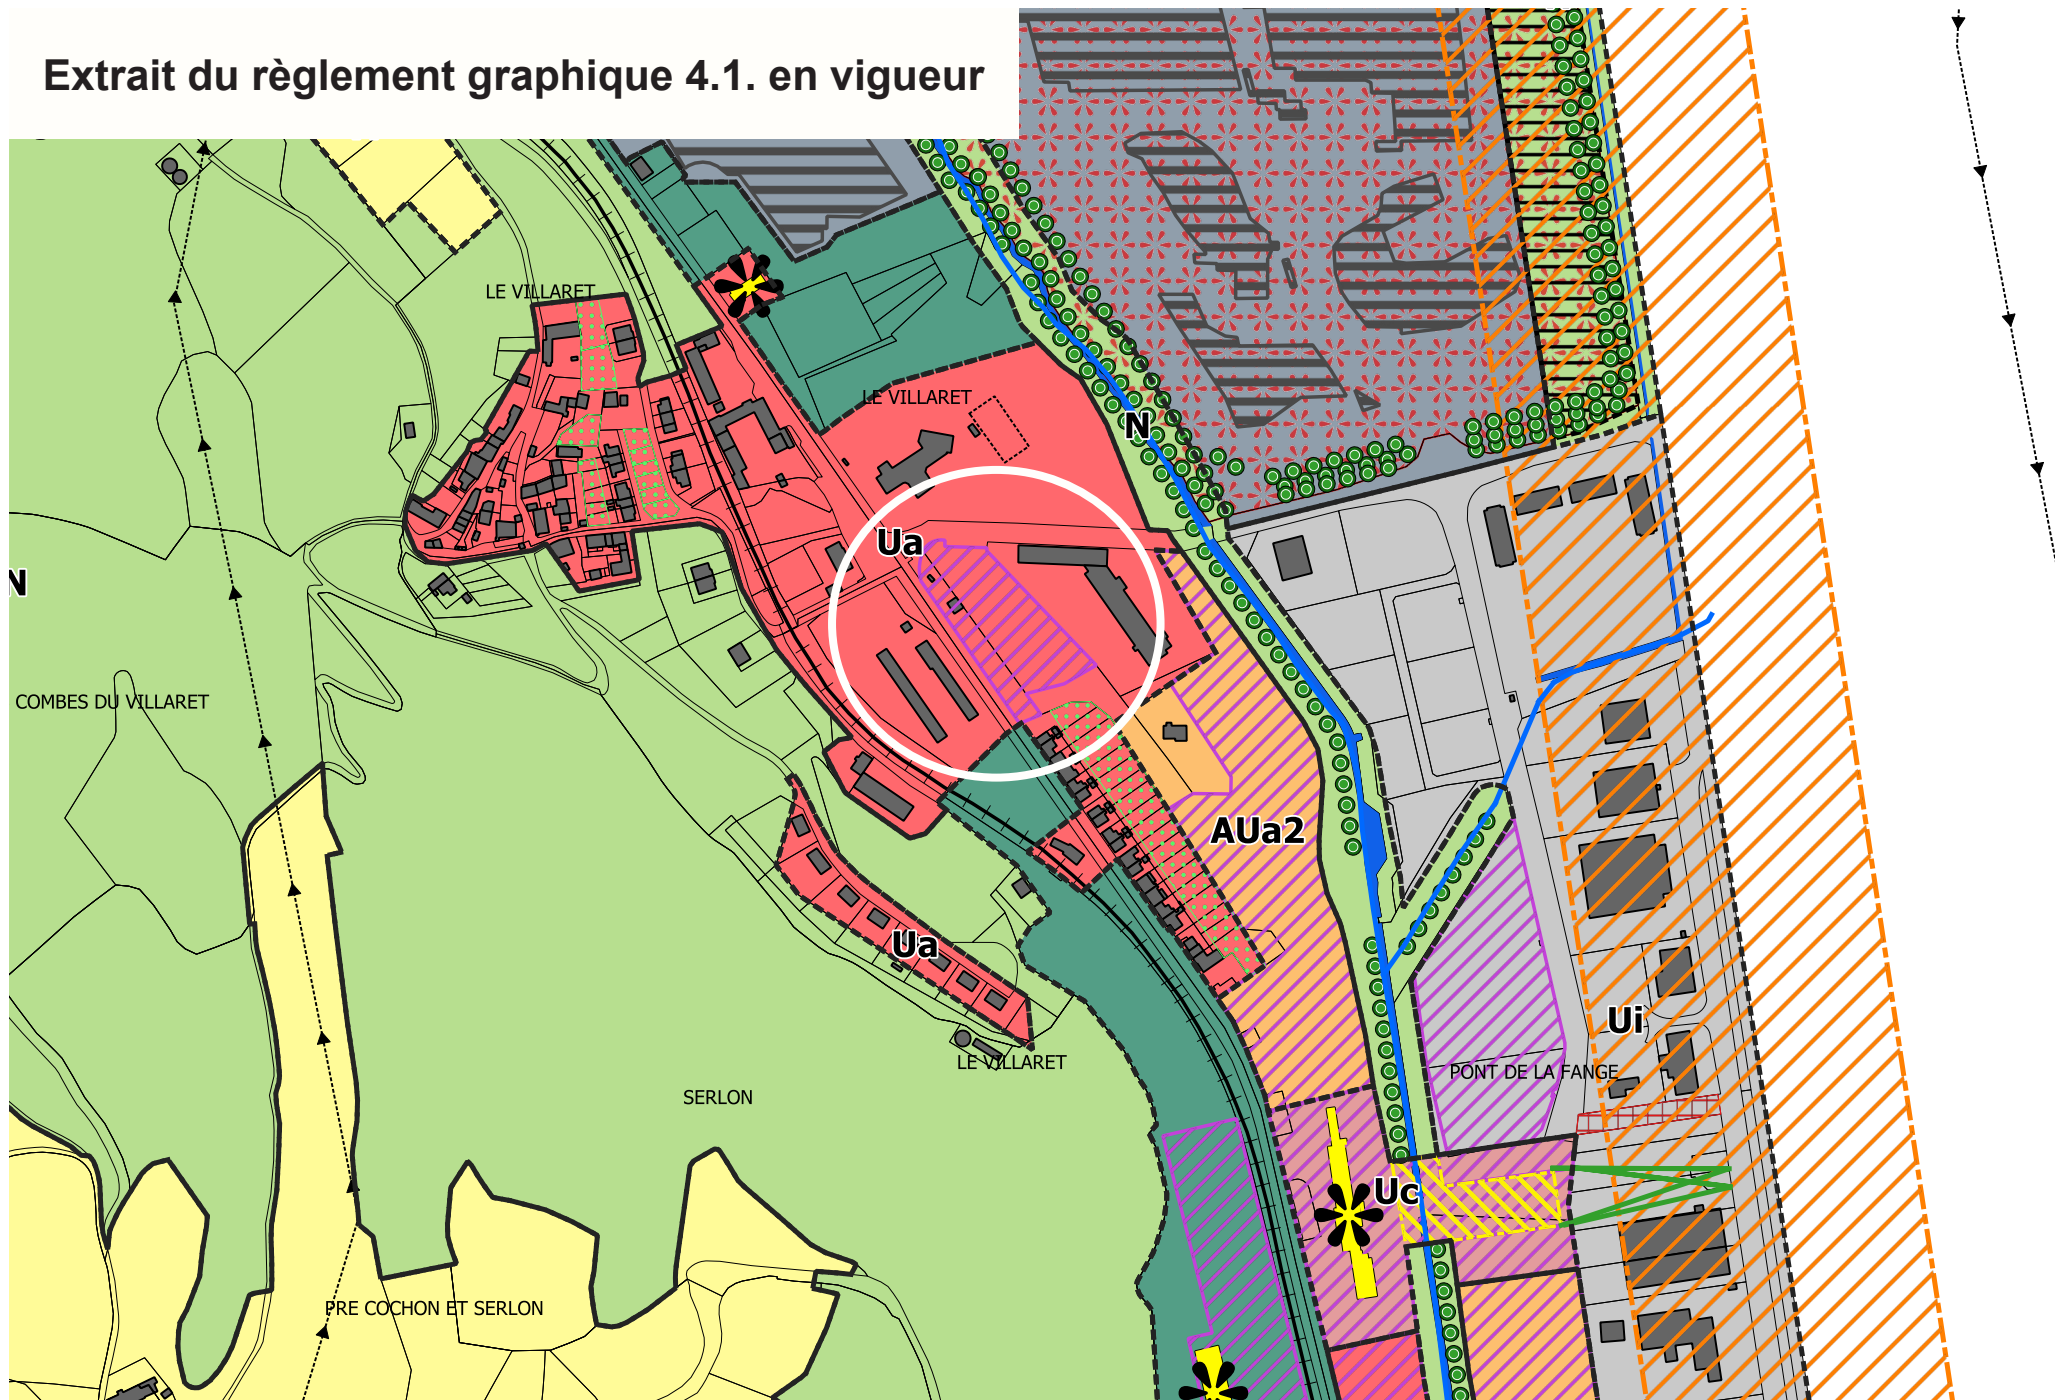 Extrait du règlement graphique 4.1. en vigueur
LE VILLARET
LE VILLARET
N
Ua
N
COMBES DU VILLARET
AUa2
Ua
Ui
LE VILLARET
PONT DE LA FANGE
SERLON
Uc
PRE COCHON ET SERLON